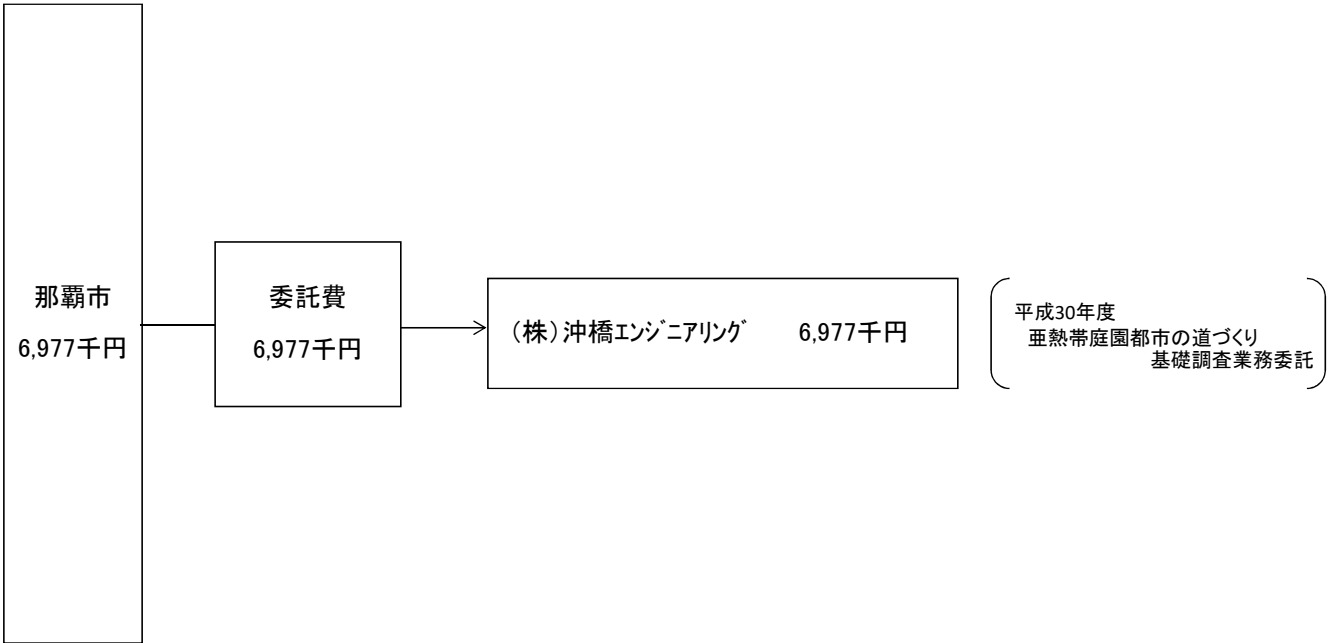 那覇市
6,977千円
委託費
6,977千円
（株）沖橋エンジニアリング 6,977千円
平成30年度
亜熱帯庭園都市の道づくり
基礎調査業務委託